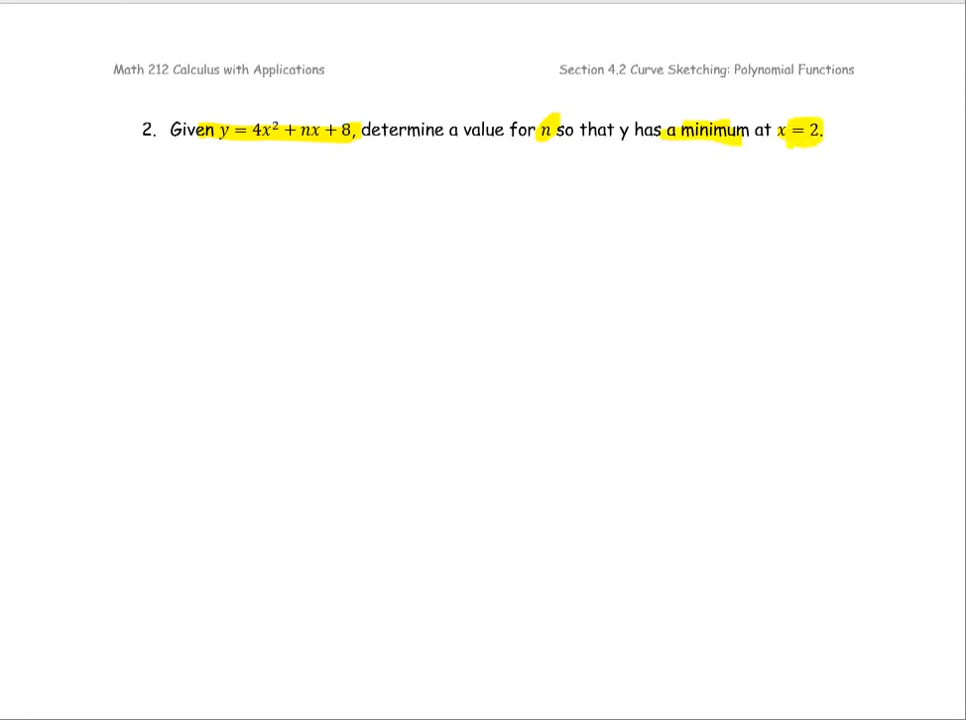 Math 212 Calculus with Applications Section 4.2 Curve Sketching: Polynomial Functions
2. Given y = 4x² + nx + 8, determine a value for n so that y has a minimum at x = 2.